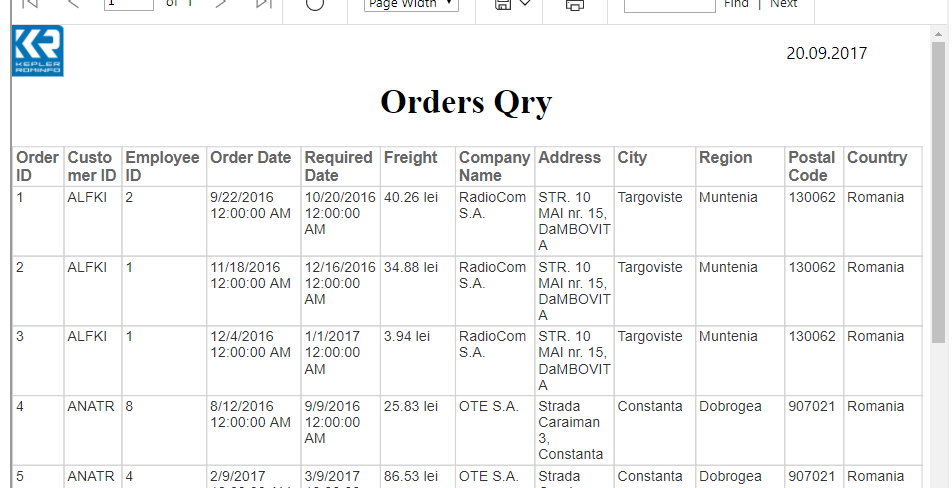 1 of 1 Page Width Find | Next
KR
KEPLER
ROMINFO
20.09.2017
Orders Qry
Order ID Custo mer ID Employee ID Order Date Required Date Freight Company Name Address City Region Postal Code Country
1 ALFKI 2 9/22/2016 12:00:00 AM 10/20/2016 12:00:00 AM 40.26 lei RadioCom S.A. STR. 10 MAI nr. 15, DaMBOVIT A Targoviste Muntenia 130062 Romania
2 ALFKI 1 11/18/2016 12:00:00 AM 12/16/2016 12:00:00 AM 34.88 lei RadioCom S.A. STR. 10 MAI nr. 15, DaMBOVIT A Targoviste Muntenia 130062 Romania
3 ALFKI 1 12/4/2016 12:00:00 AM 1/1/2017 12:00:00 AM 3.94 lei RadioCom S.A. STR. 10 MAI nr. 15, DaMBOVIT A Targoviste Muntenia 130062 Romania
4 ANATR 8 8/12/2016 12:00:00 AM 9/9/2016 12:00:00 AM 25.83 lei OTE S.A. Strada Caraiman 3, Constanta Constanta Dobrogea 907021 Romania
5 ANATR 4 2/9/2017 3/9/2017 86.53 lei OTE S.A. Strada Constanta Dobrogea 907021 Romania